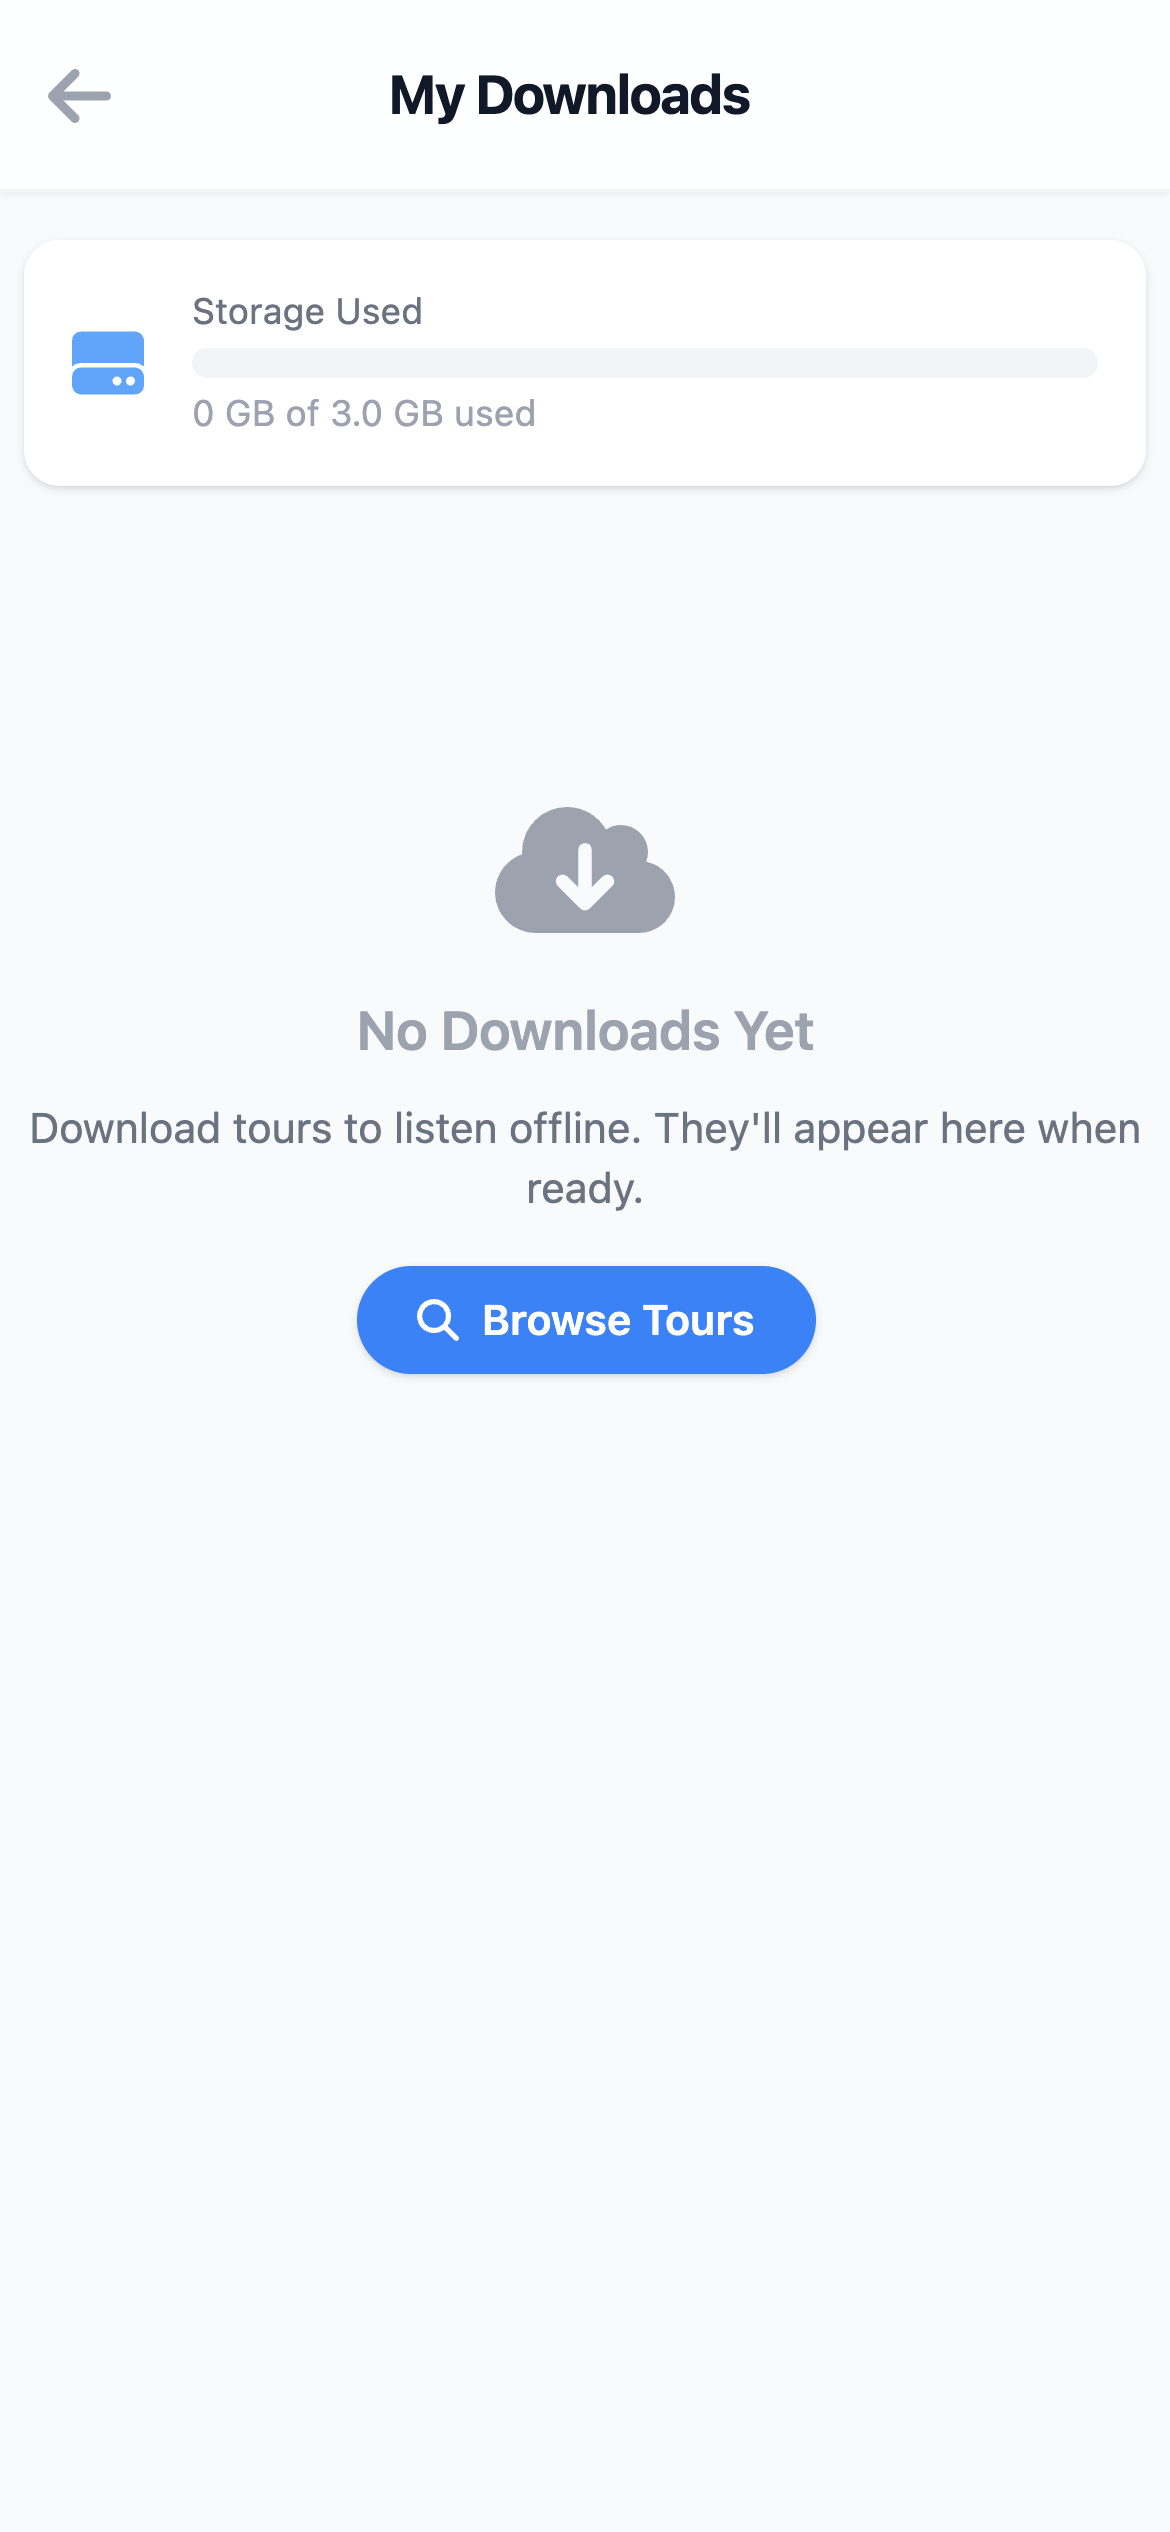 My Downloads
Storage Used
0 GB of 3.0 GB used
No Downloads Yet
Download tours to listen offline. They'll appear here when
ready.
Browse Tours